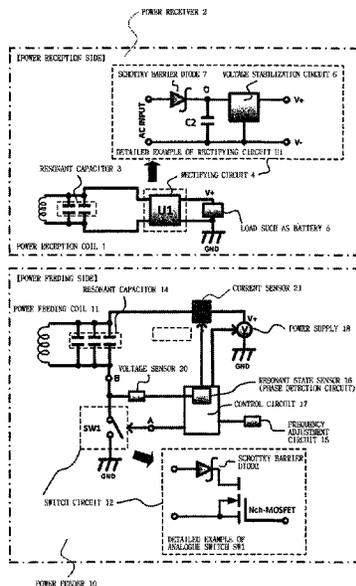 POWER RECEIVER 2
[POWER RECEPTION SIDE]
SCHOTTKY BARRIER DIODE 7
VOLTAGE STABILIZATION CIRCUIT 6
AC INPUT
C2
V+
V-
DETAILED EXAMPLE OF RECTIFYING CIRCUIT U1
RESONANT CAPACITOR 3
RECTIFYING CIRCUIT 4
U1
V+
LOAD SUCH AS BATTERY 5
GND
POWER RECEPTION COIL 1
[POWER FEEDING SIDE]
RESONANT CAPACITOR 14
CURRENT SENSOR 21
POWER FEEDING COIL 11
V+
V
POWER SUPPLY 18
GND
VOLTAGE SENSOR 20
B
RESONANT STATE SENSOR 16
(PHASE DETECTION CIRCUIT)
CONTROL CIRCUIT 17
SW1
A
FREQUENCY
ADJUSTMENT
CIRCUIT 15
GND
SCHOTTKY BARRIER
DIODE
SWITCH CIRCUIT 12
Nch-MOSFET
DETAILED EXAMPLE OF
ANALOGUE SWITCH SW1
POWER FEEDER 10